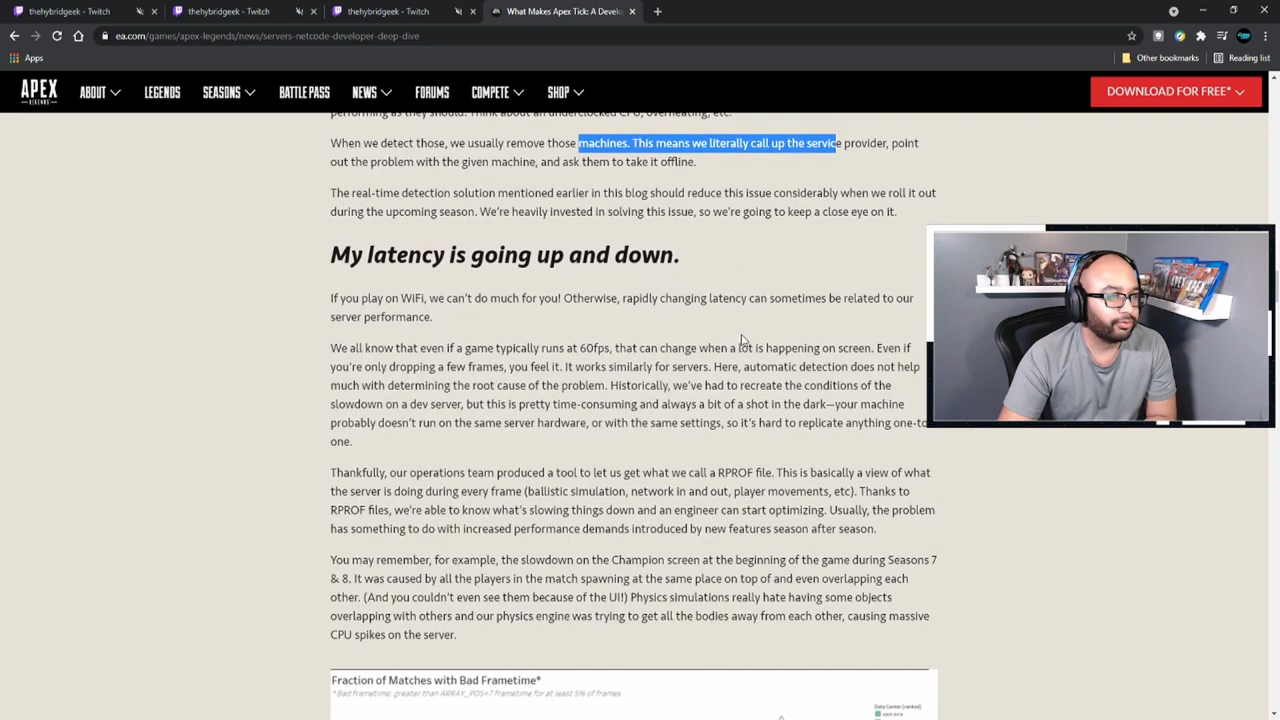 thehybridgeek - Twitch
thehybridgeek - Twitch
thehybridgeek - Twitch
What Makes Apex Tick: A Develo
ea.com/games/apex-legends/news/servers-netcode-developer-deep-dive
Apps
Other bookmarks
Reading list
APEX
LEGENDS
ABOUT
LEGENDS
SEASONS
BATTLE PASS
NEWS
FORUMS
COMPETE
SHOP
DOWNLOAD FOR FREE*
performing as they should. Think about an underclocked CPU, overheating, etc.
When we detect those, we usually remove those machines. This means we literally call up the service provider, point
out the problem with the given machine, and ask them to take it offline.
The real-time detection solution mentioned earlier in this blog should reduce this issue considerably when we roll it out
during the upcoming season. We're heavily invested in solving this issue, so we're going to keep a close eye on it.
My latency is going up and down.
If you play on WiFi, we can't do much for you! Otherwise, rapidly changing latency can sometimes be related to our
server performance.
We all know that even if a game typically runs at 60fps, that can change when a lot is happening on screen. Even if
you're only dropping a few frames, you feel it. It works similarly for servers. Here, automatic detection does not help
much with determining the root cause of the problem. Historically, we've had to recreate the conditions of the
slowdown on a dev server, but this is pretty time-consuming and always a bit of a shot in the dark—your machine
probably doesn't run on the same server hardware, or with the same settings, so it's hard to replicate anything one-to
one.
Thankfully, our operations team produced a tool to let us get what we call a RPROF file. This is basically a view of what
the server is doing during every frame (ballistic simulation, network in and out, player movements, etc). Thanks to
RPROF files, we're able to know what's slowing things down and an engineer can start optimizing. Usually, the problem
has something to do with increased performance demands introduced by new features season after season.
You may remember, for example, the slowdown on the Champion screen at the beginning of the game during Seasons 7
& 8. It was caused by all the players in the match spawning at the same place on top of and even overlapping each
other. (And you couldn't even see them because of the UI!) Physics simulations really hate having some objects
overlapping with others and our physics engine was trying to get all the bodies away from each other, causing massive
CPU spikes on the server.
Fraction of Matches with Bad Frametime*
* Bad frametime: greater than ARRAY_POS=7 frametime for at least 5% of frames
Data Center (ranked)